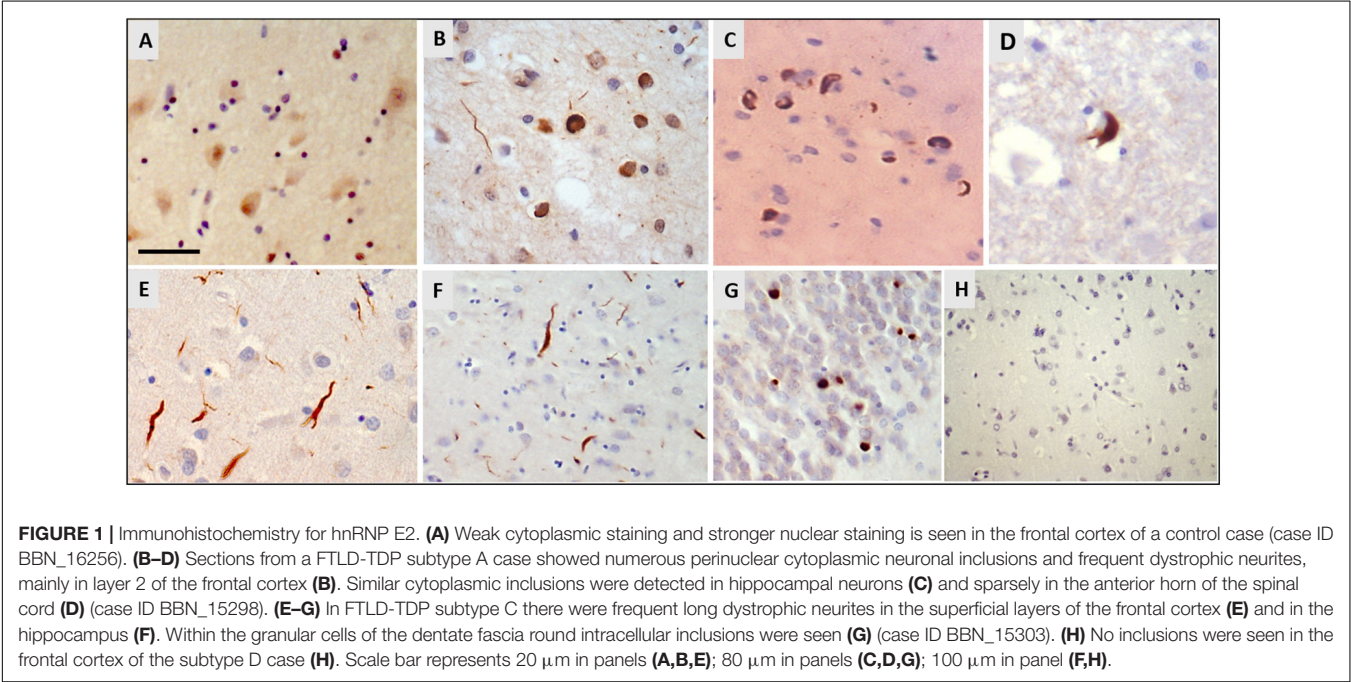 A
B
C
D
E
F
G
H
FIGURE 1 | Immunohistochemistry for hnRNP E2. (A) Weak cytoplasmic staining and stronger nuclear staining is seen in the frontal cortex of a control case (case ID
BBN_16256). (B–D) Sections from a FTLD-TDP subtype A case showed numerous perinuclear cytoplasmic neuronal inclusions and frequent dystrophic neurites,
mainly in layer 2 of the frontal cortex (B). Similar cytoplasmic inclusions were detected in hippocampal neurons (C) and sparsely in the anterior horn of the spinal
cord (D) (case ID BBN_15298). (E–G) In FTLD-TDP subtype C there were frequent long dystrophic neurites in the superficial layers of the frontal cortex (E) and in the
hippocampus (F). Within the granular cells of the dentate fascia round intracellular inclusions were seen (G) (case ID BBN_15303). (H) No inclusions were seen in the
frontal cortex of the subtype D case (H). Scale bar represents 20 μm in panels (A,B,E); 80 μm in panels (C,D,G); 100 μm in panel (F,H).